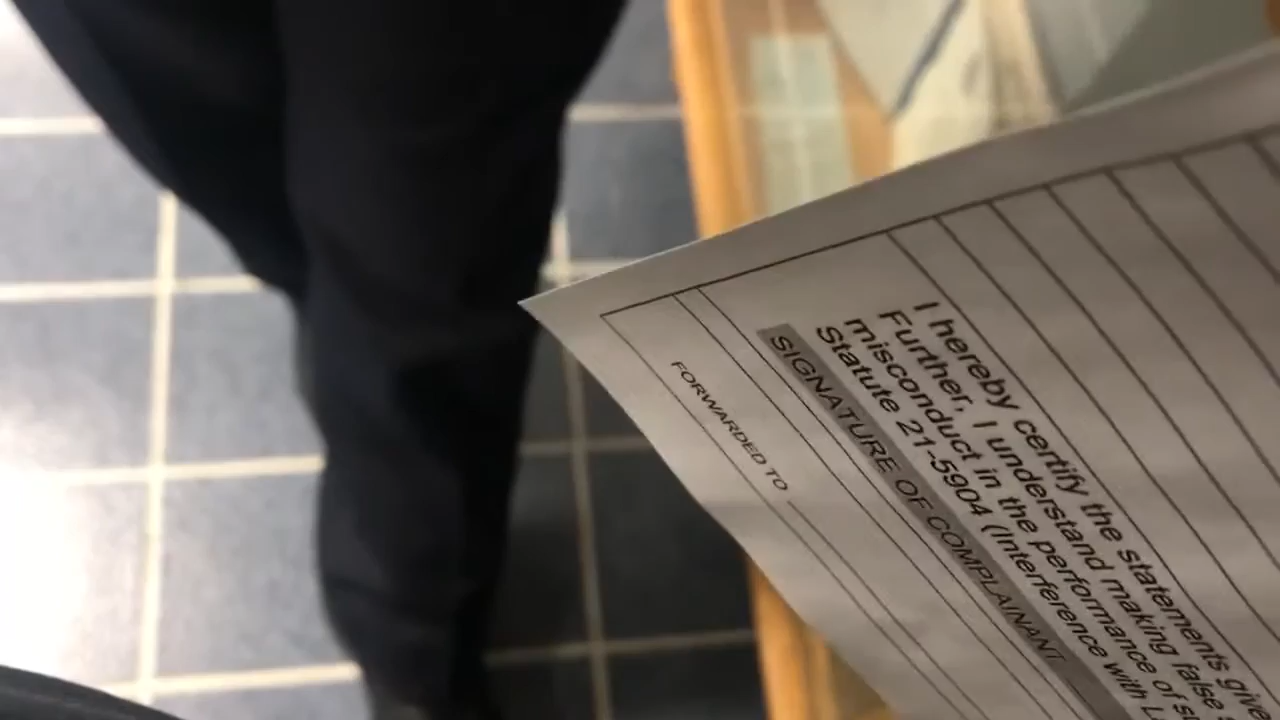 I hereby certify the statements give
Further, I understand making false
misconduct in the performance of s
Statute 21-5904 (Interference with L
SIGNATURE OF COMPLAINANT
FORWARDED TO